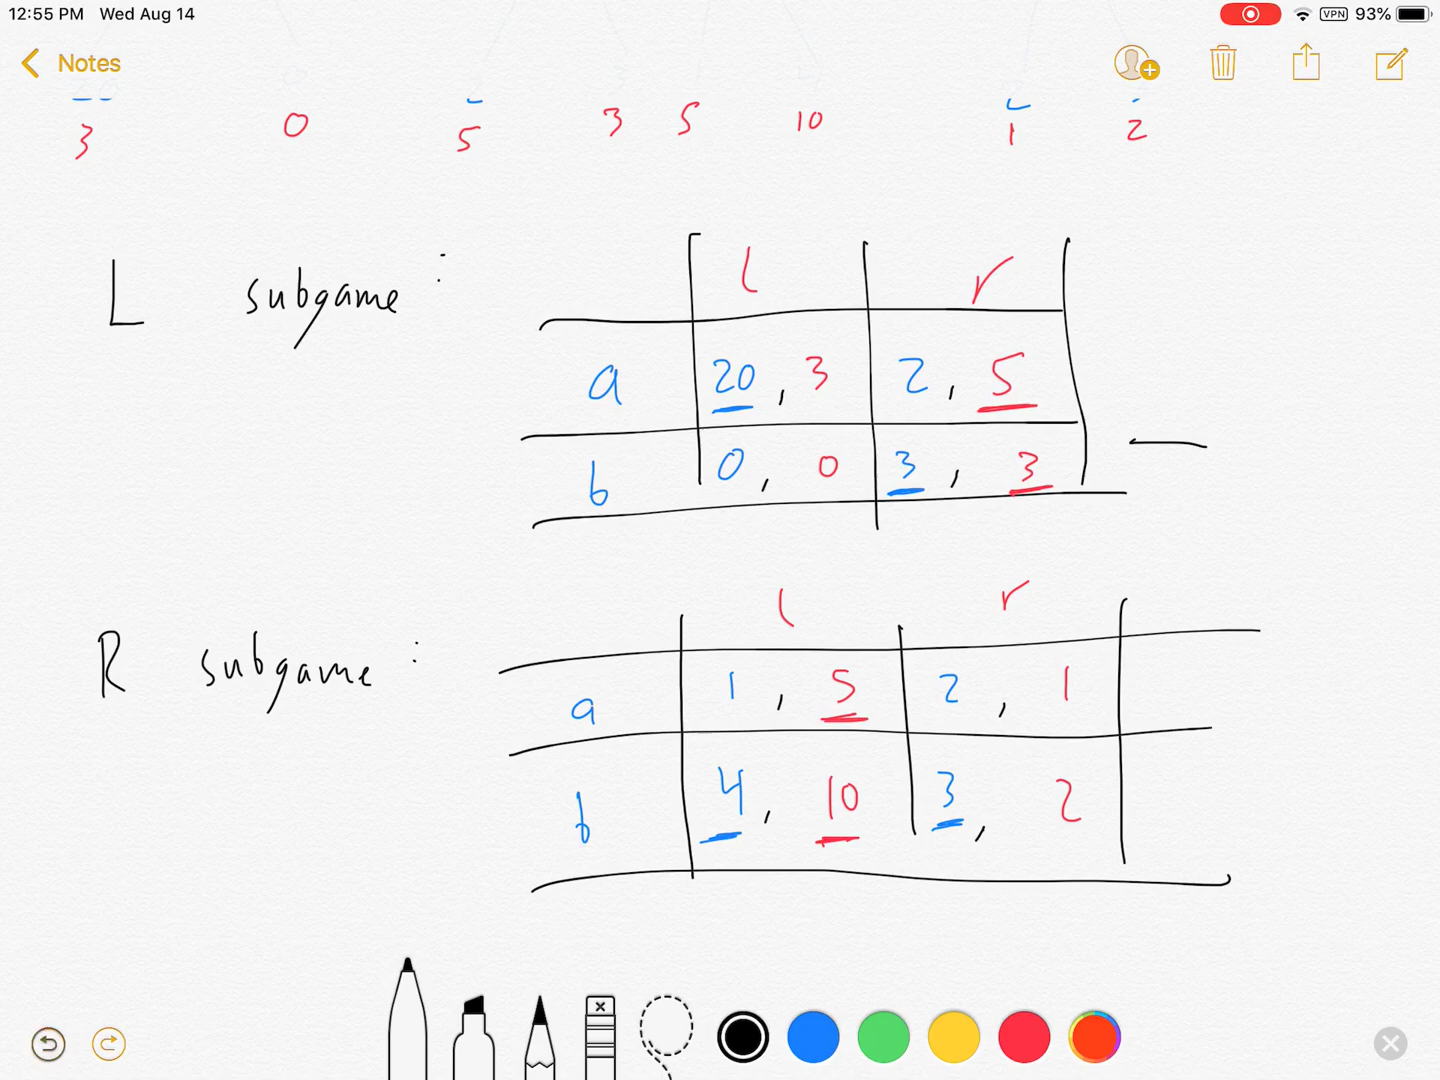 12:55 PM Wed Aug 14 VPN 93%
Notes
3 0 5 3 5 10 1 2
L subgame:
l r
a 20, 3 2, 5
b 0, 0 3, 3
R subgame:
l r
a 1, 5 2, 1
b 4, 10 3, 2